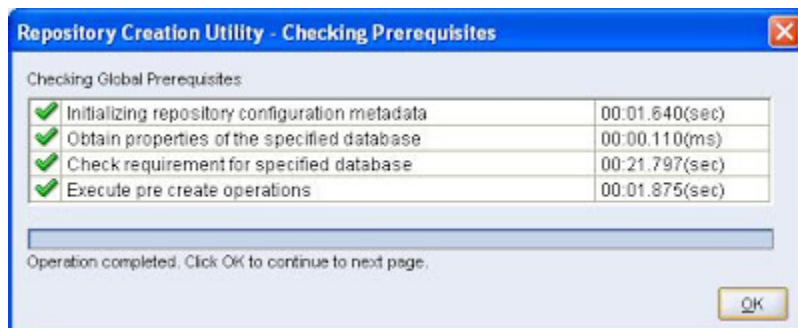 Repository Creation Utility - Checking Prerequisites
Checking Global Prerequisites
Initializing repository configuration metadata 00:01.640(sec)
Obtain properties of the specified database 00:00.110(ms)
Check requirement for specified database 00:21.797(sec)
Execute pre create operations 00:01.875(sec)
Operation completed. Click OK to continue to next page.
OK